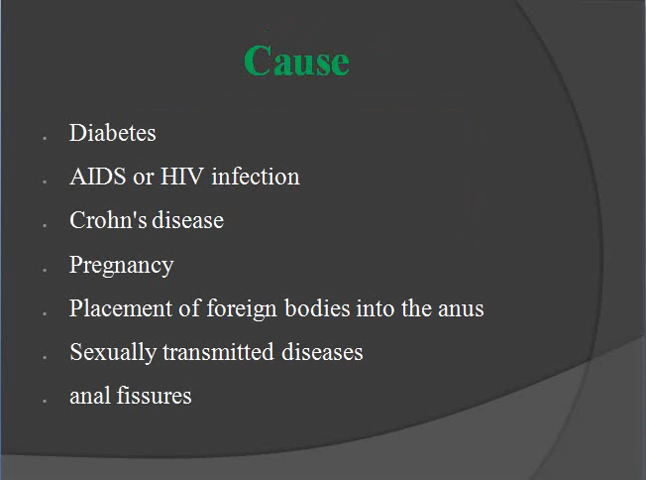 Cause
Diabetes
AIDS or HIV infection
Crohn's disease
Pregnancy
Placement of foreign bodies into the anus
Sexually transmitted diseases
anal fissures